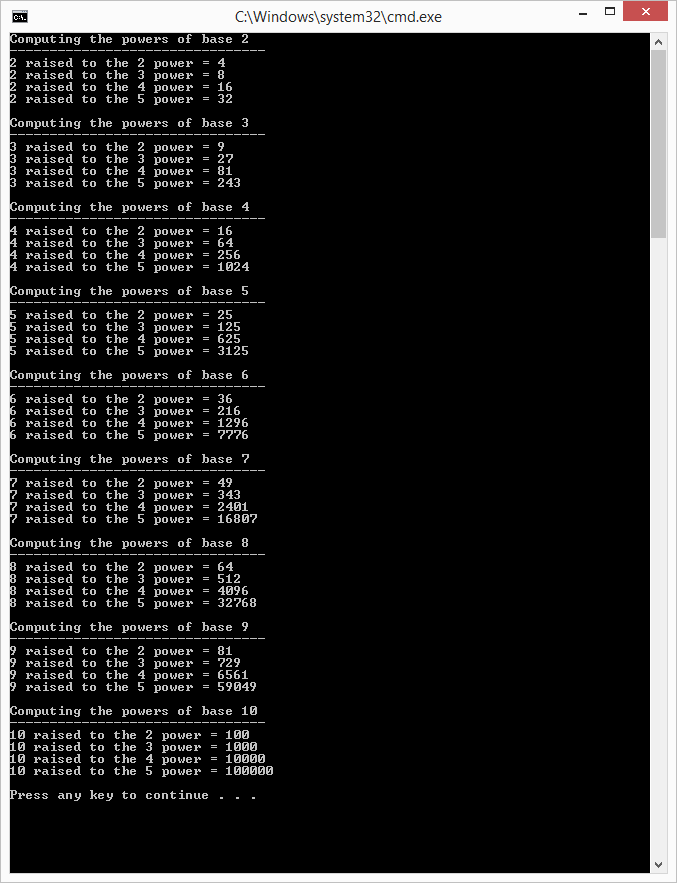 C:\Windows\system32\cmd.exe
Computing the powers of base 2
--------------------------------
2 raised to the 2 power = 4
2 raised to the 3 power = 8
2 raised to the 4 power = 16
2 raised to the 5 power = 32
Computing the powers of base 3
--------------------------------
3 raised to the 2 power = 9
3 raised to the 3 power = 27
3 raised to the 4 power = 81
3 raised to the 5 power = 243
Computing the powers of base 4
--------------------------------
4 raised to the 2 power = 16
4 raised to the 3 power = 64
4 raised to the 4 power = 256
4 raised to the 5 power = 1024
Computing the powers of base 5
--------------------------------
5 raised to the 2 power = 25
5 raised to the 3 power = 125
5 raised to the 4 power = 625
5 raised to the 5 power = 3125
Computing the powers of base 6
--------------------------------
6 raised to the 2 power = 36
6 raised to the 3 power = 216
6 raised to the 4 power = 1296
6 raised to the 5 power = 7776
Computing the powers of base 7
--------------------------------
7 raised to the 2 power = 49
7 raised to the 3 power = 343
7 raised to the 4 power = 2401
7 raised to the 5 power = 16807
Computing the powers of base 8
--------------------------------
8 raised to the 2 power = 64
8 raised to the 3 power = 512
8 raised to the 4 power = 4096
8 raised to the 5 power = 32768
Computing the powers of base 9
--------------------------------
9 raised to the 2 power = 81
9 raised to the 3 power = 729
9 raised to the 4 power = 6561
9 raised to the 5 power = 59049
Computing the powers of base 10
--------------------------------
10 raised to the 2 power = 100
10 raised to the 3 power = 1000
10 raised to the 4 power = 10000
10 raised to the 5 power = 100000
Press any key to continue . . .